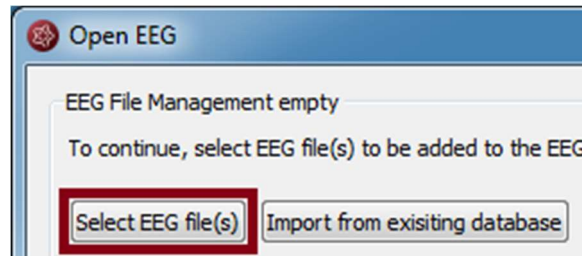 Open EEG
EEG File Management empty
To continue, select EEG file(s) to be added to the EEG
Select EEG file(s) Import from exisiting database